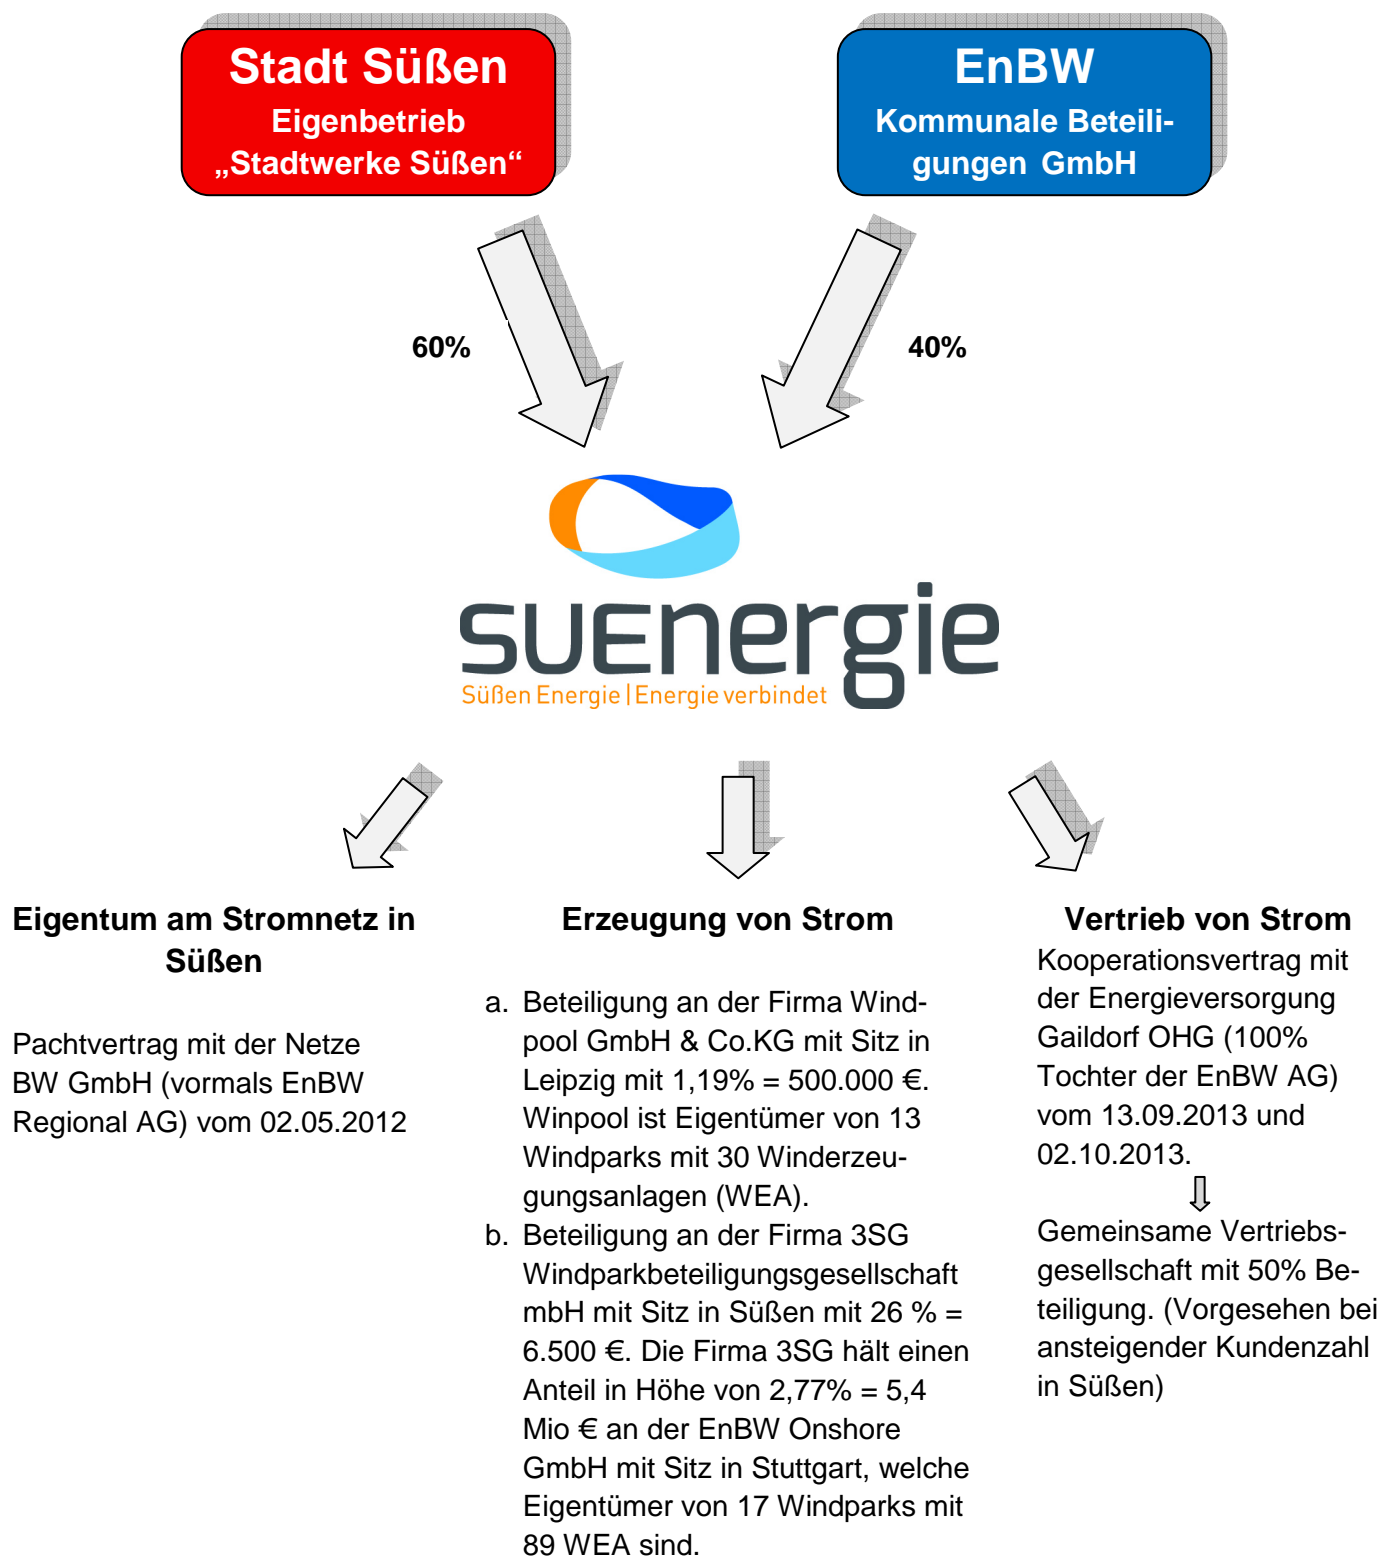 Stadt Süßen
Eigenbetrieb
„Stadtwerke Süßen“
EnBW
Kommunale Beteili-
gungen GmbH
60%
40%
suenergie
Süßen Energie | Energie verbindet
Eigentum am Stromnetz in
Süßen
Pachtvertrag mit der Netze
BW GmbH (vormals EnBW
Regional AG) vom 02.05.2012
Erzeugung von Strom
a. Beteiligung an der Firma Wind-
pool GmbH & Co.KG mit Sitz in
Leipzig mit 1,19% = 500.000 €.
Winpool ist Eigentümer von 13
Windparks mit 30 Winderzeu-
gungsanlagen (WEA).
b. Beteiligung an der Firma 3SG
Windparkbeteiligungsgesellschaft
mbH mit Sitz in Süßen mit 26 % =
6.500 €. Die Firma 3SG hält einen
Anteil in Höhe von 2,77% = 5,4
Mio € an der EnBW Onshore
GmbH mit Sitz in Stuttgart, welche
Eigentümer von 17 Windparks mit
89 WEA sind.
Vertrieb von Strom
Kooperationsvertrag mit
der Energieversorgung
Gaildorf OHG (100%
Tochter der EnBW AG)
vom 13.09.2013 und
02.10.2013.
Gemeinsame Vertriebs-
gesellschaft mit 50% Be-
teiligung. (Vorgesehen bei
ansteigender Kundenzahl
in Süßen)